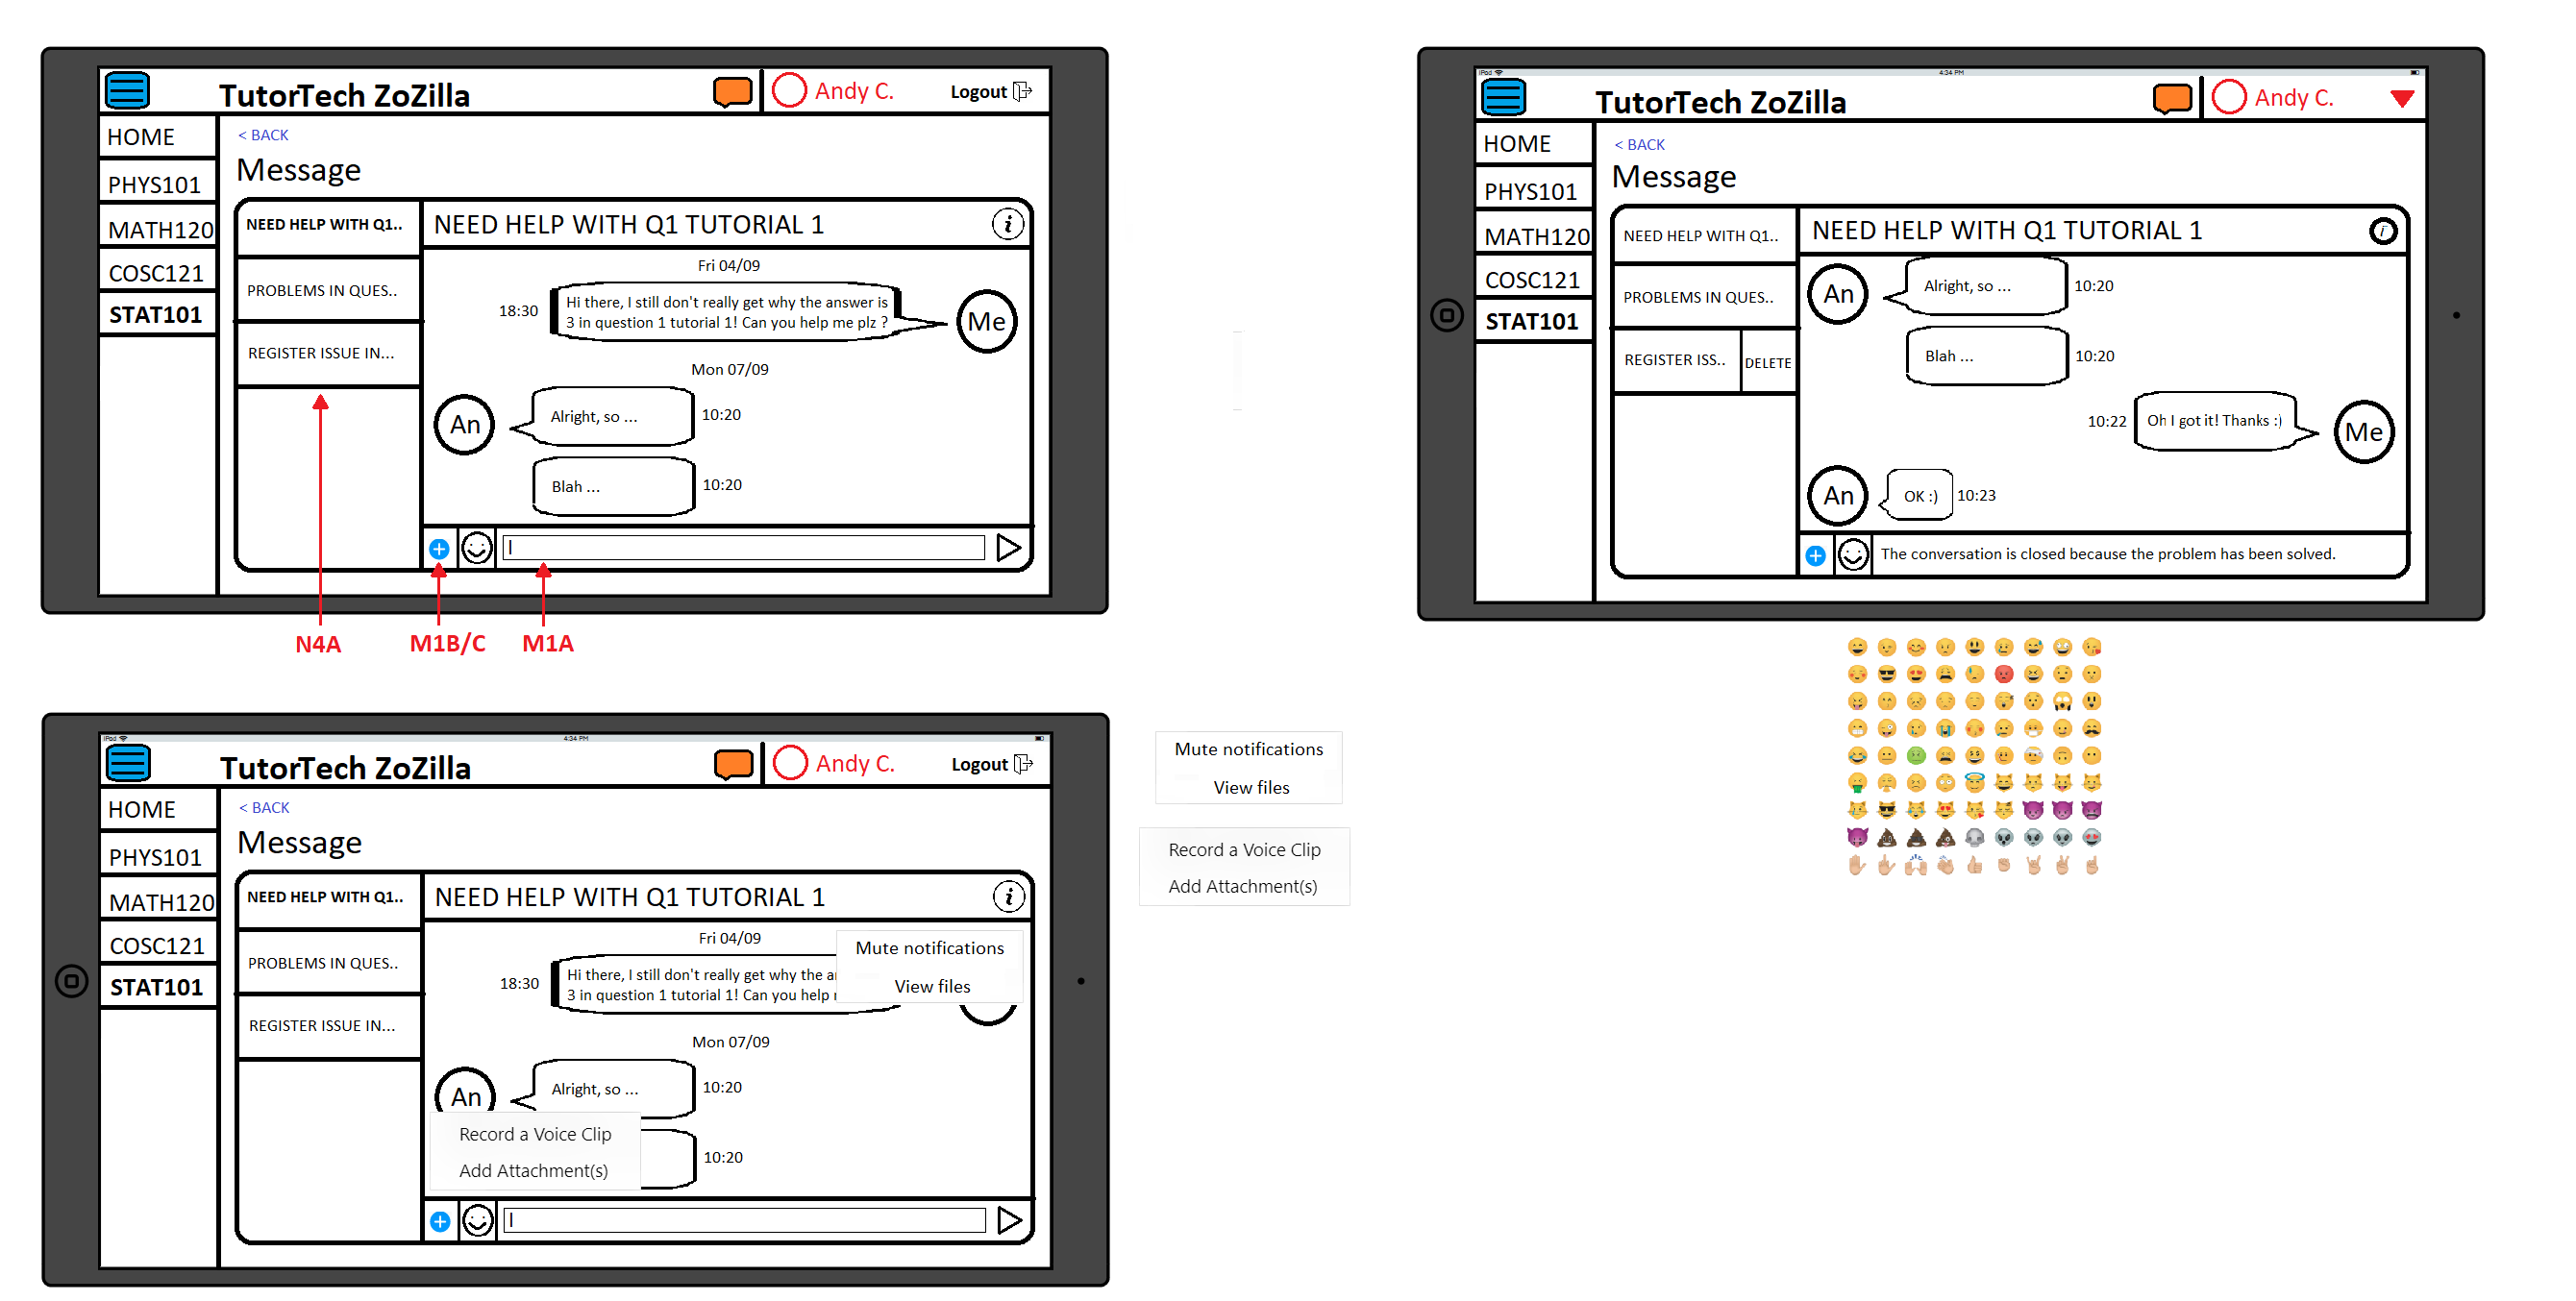 TutorTech ZoZilla
Andy C.
Logout
HOME
PHYS101
MATH120
COSC121
STAT101
< BACK
Message
NEED HELP WITH Q1..
PROBLEMS IN QUES..
REGISTER ISSUE IN...
NEED HELP WITH Q1 TUTORIAL 1
i
Fri 04/09
18:30
Hi there, I still don't really get why the answer is
3 in question 1 tutorial 1! Can you help me plz ?
Me
Mon 07/09
An
Alright, so ...
10:20
Blah ...
10:20
N4A
M1B/C
M1A
iPod
4:34 PM
TutorTech ZoZilla
Andy C.
HOME
PHYS101
MATH120
COSC121
STAT101
< BACK
Message
NEED HELP WITH Q1..
PROBLEMS IN QUES..
REGISTER ISS..
DELETE
NEED HELP WITH Q1 TUTORIAL 1
i
An
Alright, so ...
10:20
Blah ...
10:20
10:22
Oh I got it! Thanks :)
Me
An
OK :)
10:23
The conversation is closed because the problem has been solved.
iPod
4:34 PM
TutorTech ZoZilla
Andy C.
Logout
HOME
PHYS101
MATH120
COSC121
STAT101
< BACK
Message
NEED HELP WITH Q1..
PROBLEMS IN QUES..
REGISTER ISSUE IN...
NEED HELP WITH Q1 TUTORIAL 1
i
Fri 04/09
Mute notifications
View files
18:30
Hi there, I still don't really get why the a
3 in question 1 tutorial 1! Can you help
Mon 07/09
An
Alright, so ...
10:20
Record a Voice Clip
Add Attachment(s)
10:20
Mute notifications
View files
Record a Voice Clip
Add Attachment(s)